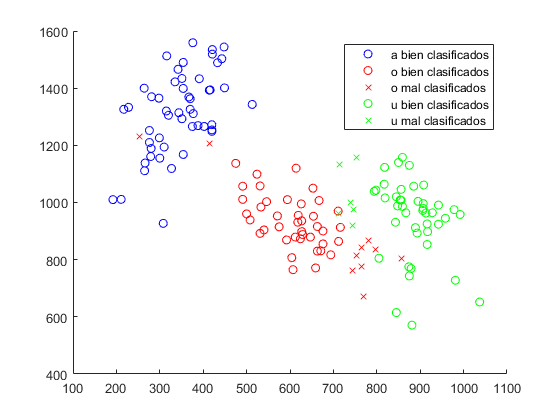 1600
1400
1200
1000
800
600
400
100 200 300 400 500 600 700 800 900 1000 1100
a bien clasificados
o bien clasificados
o mal clasificados
u bien clasificados
u mal clasificados